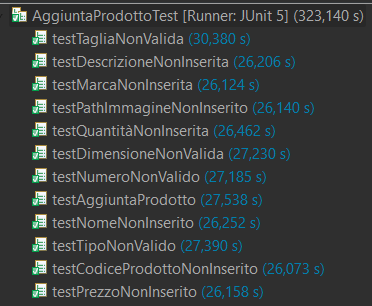 AggiuntaProdottoTest [Runner: JUnit 5] (323,140 s)
testTagliaNonValida (30,380 s)
testDescrizioneNonInserita (26,206 s)
testMarcaNonInserita (26,124 s)
testPathImmagineNonInserito (26,140 s)
testQuantitàNonInserita (26,462 s)
testDimensioneNonValida (27,230 s)
testNumeroNonValido (27,185 s)
testAggiuntaProdotto (27,538 s)
testNomeNonInserito (26,252 s)
testTipoNonValido (27,390 s)
testCodiceProdottoNonInserito (26,073 s)
testPrezzoNonInserito (26,158 s)